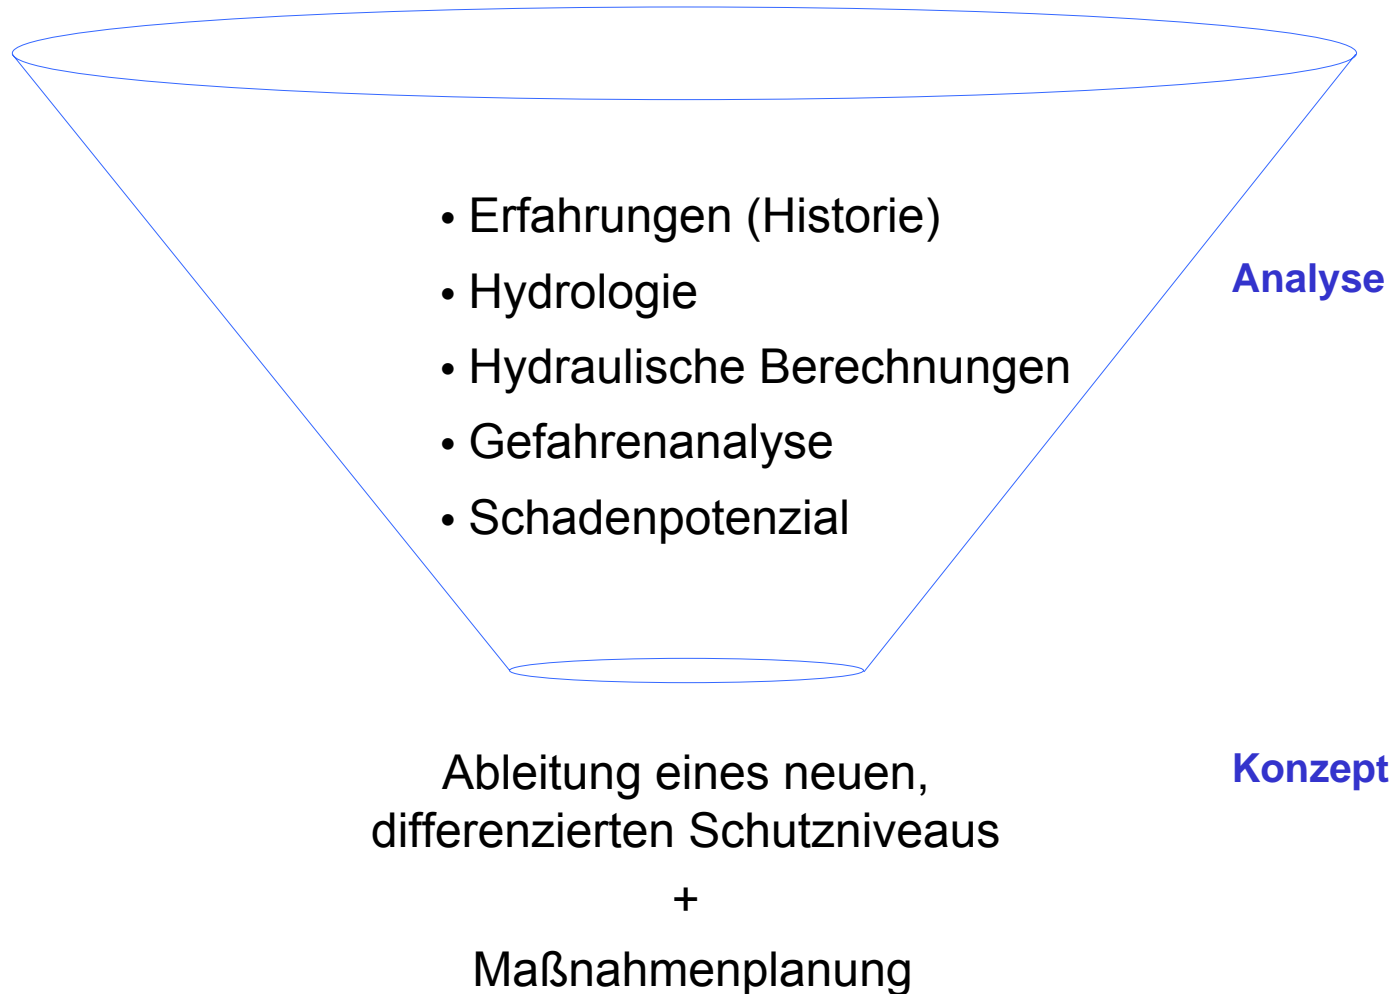 • Erfahrungen (Historie)
Analyse
• Hydrologie
• Hydraulische Berechnungen
• Gefahrenanalyse
• Schadenpotenzial
Ableitung eines neuen,
differenzierten Schutzniveaus
Konzept
+
Maßnahmenplanung